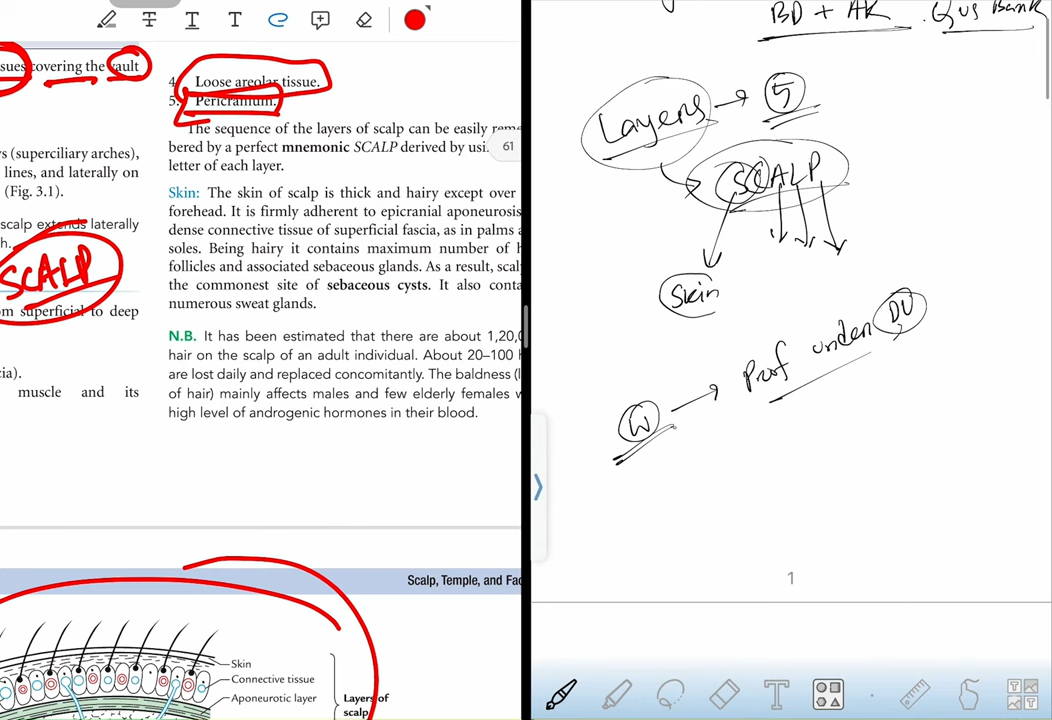 sues covering the vault
s (superciliary arches),
lines, and laterally on
(Fig. 3.1).
scalp extends laterally
h.
SCALP
om superficial to deep
cia).
muscle and its
4. Loose areolar tissue.
5. Pericranium.
The sequence of the layers of scalp can be easily reme
bered by a perfect mnemonic SCALP derived by usi
letter of each layer.
61
Skin: The skin of scalp is thick and hairy except over
forehead. It is firmly adherent to epicranial aponeurosis
dense connective tissue of superficial fascia, as in palms a
soles. Being hairy it contains maximum number of h
follicles and associated sebaceous glands. As a result, scal
the commonest site of sebaceous cysts. It also conta
numerous sweat glands.
N.B. It has been estimated that there are about 1,20,0
hair on the scalp of an adult individual. About 20–100 h
are lost daily and replaced concomitantly. The baldness (l
of hair) mainly affects males and few elderly females w
high level of androgenic hormones in their blood.
Scalp, Temple, and Fac
Skin
Connective tissue
Aponeurotic layer
Layers of
scalp
BD + AK Qus Bank
Layers → 5
SCALP
Skin
W → Prof under DU
1